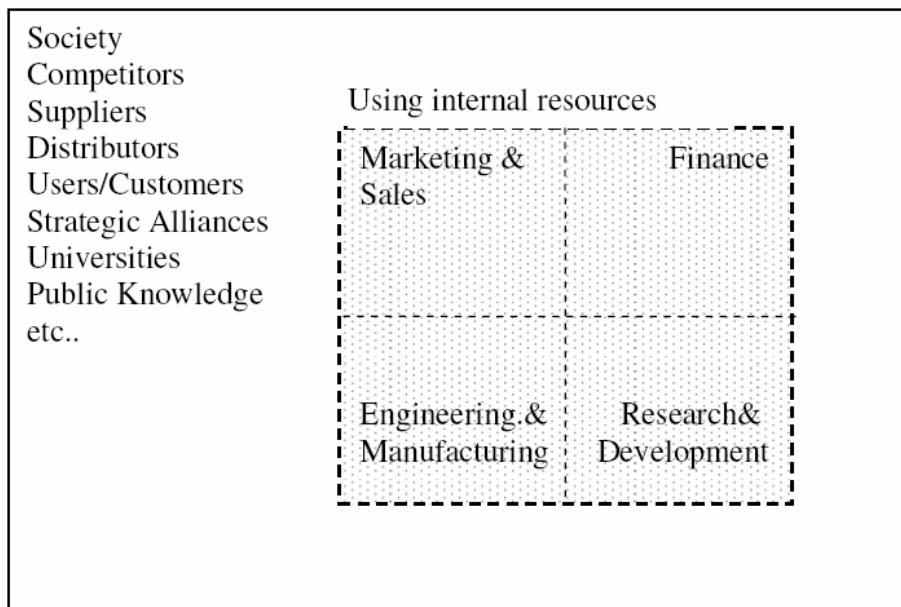 Society
Competitors
Suppliers
Distributors
Users/Customers
Strategic Alliances
Universities
Public Knowledge
etc..
Using internal resources
Marketing &
Sales
Finance
Engineering.&
Manufacturing
Research&
Development